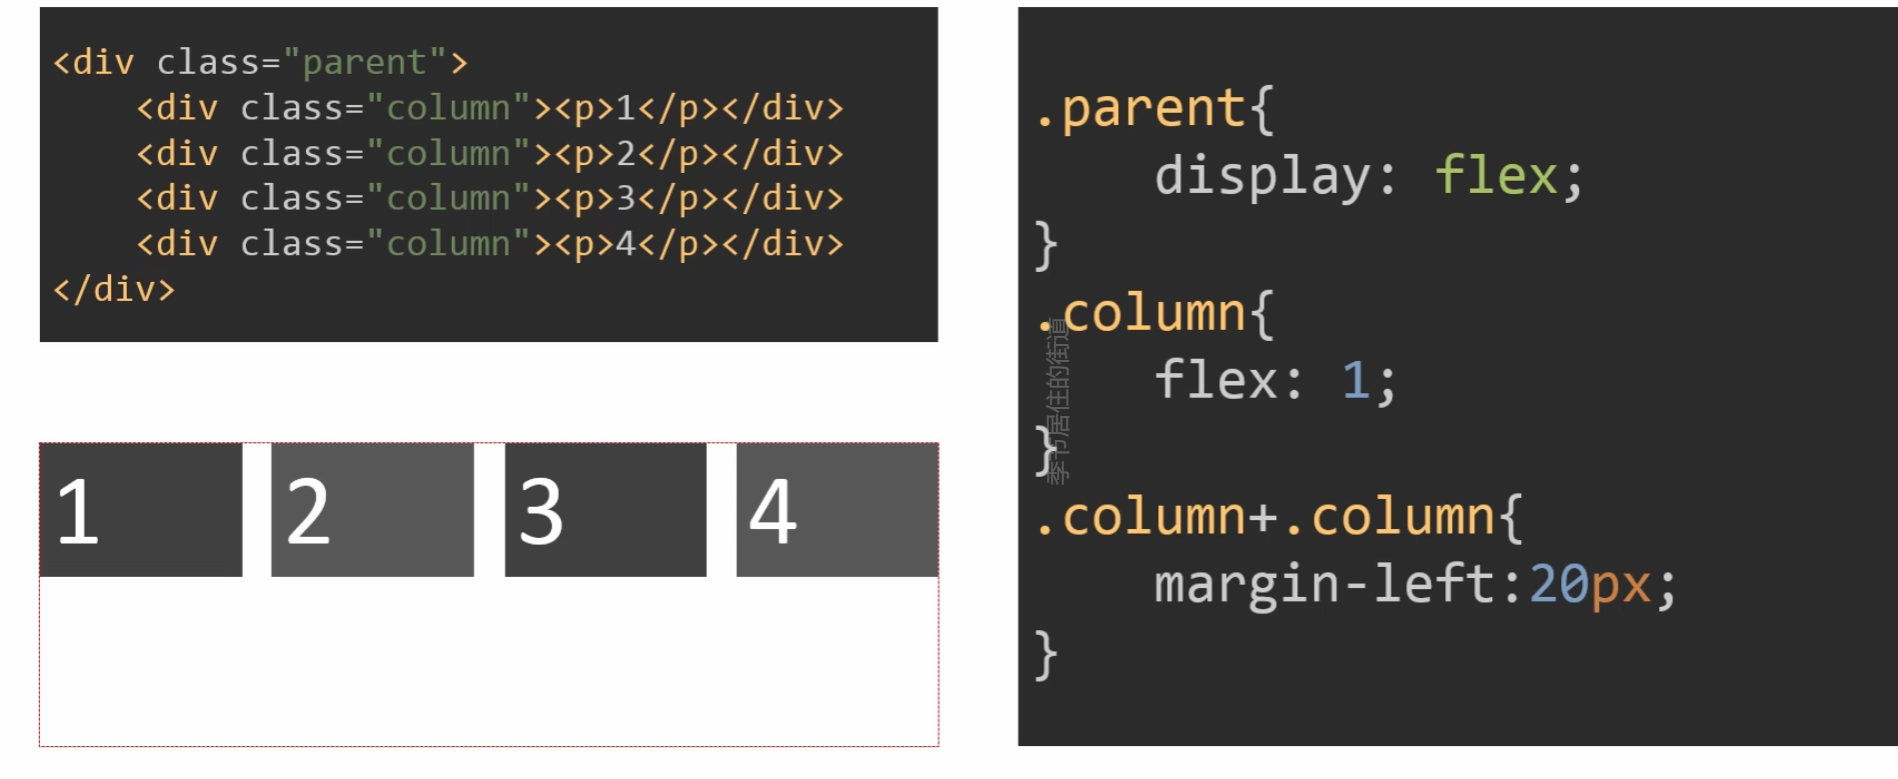 <div class="parent">
    <div class="column"><p>1</p></div>
    <div class="column"><p>2</p></div>
    <div class="column"><p>3</p></div>
    <div class="column"><p>4</p></div>
</div>
1 2 3 4
.parent{
    display: flex;
}
.column{
    flex: 1;
}
.column+.column{
    margin-left:20px;
}
季节居住的街道